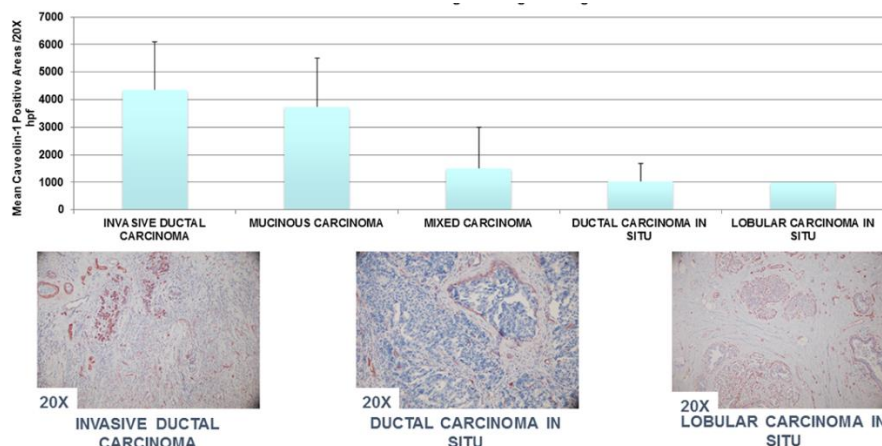 Mean Caveolin-1 Positive Areas /20X
hpf
7000
6000
5000
4000
3000
2000
1000
0
INVASIVE DUCTAL
CARCINOMA
MUCINOUS CARCINOMA
MIXED CARCINOMA
DUCTAL CARCINOMA IN
SITU
LOBULAR CARCINOMA IN
SITU
20X
INVASIVE DUCTAL
CARCINOMA
20X
DUCTAL CARCINOMA IN
SITU
20X
LOBULAR CARCINOMA IN
SITU